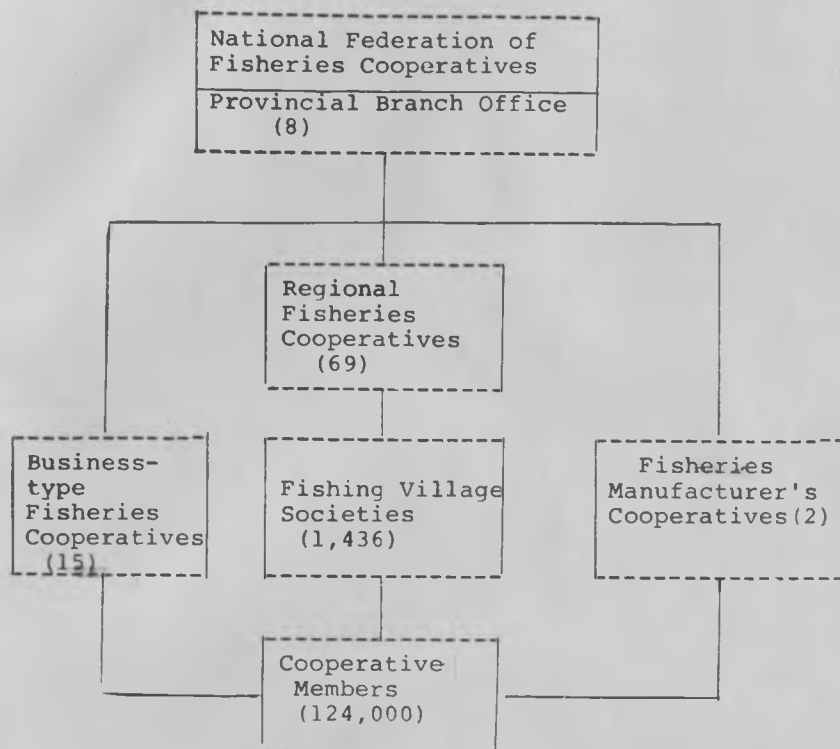 National Federation of
Fisheries Cooperatives
Provincial Branch Office
(8)
Regional
Fisheries
Cooperatives
(69)
Business-
type
Fisheries
Cooperatives
(15)
Fishing Village
Societies
(1,436)
Fisheries
Manufacturer's
Cooperatives(2)
Cooperative
Members
(124,000)